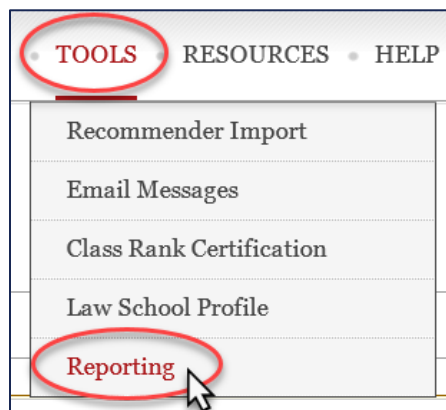 TOOLS RESOURCES HELP
Recommender Import
Email Messages
Class Rank Certification
Law School Profile
Reporting